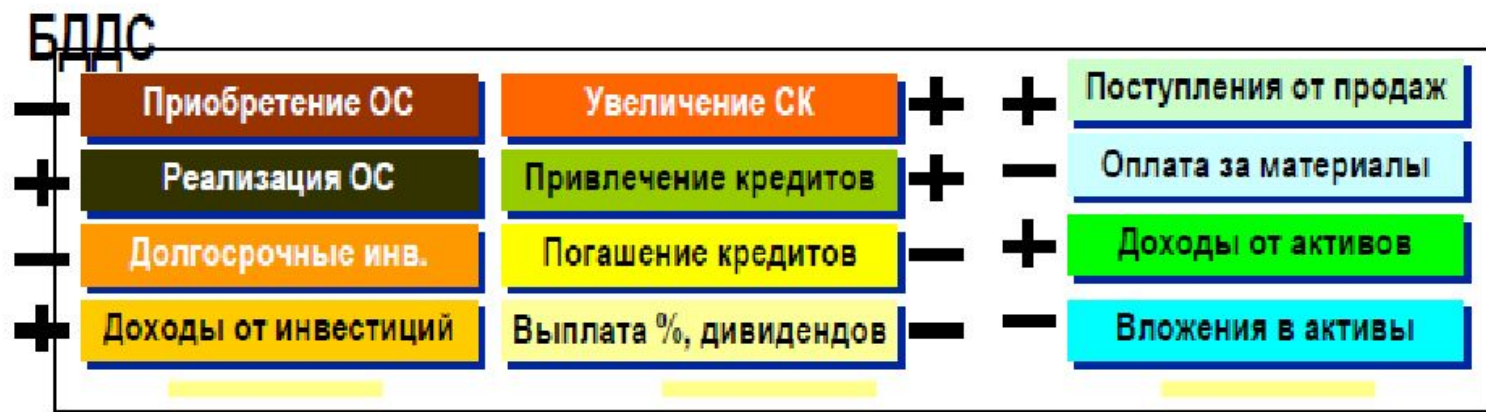 БДДС
– Приобретение ОС Увеличение СК + + Поступления от продаж
+ Реализация ОС Привлечение кредитов + – Оплата за материалы
– Долгосрочные инв. Погашение кредитов – + Доходы от активов
+ Доходы от инвестиций Выплата %, дивидендов – – Вложения в активы